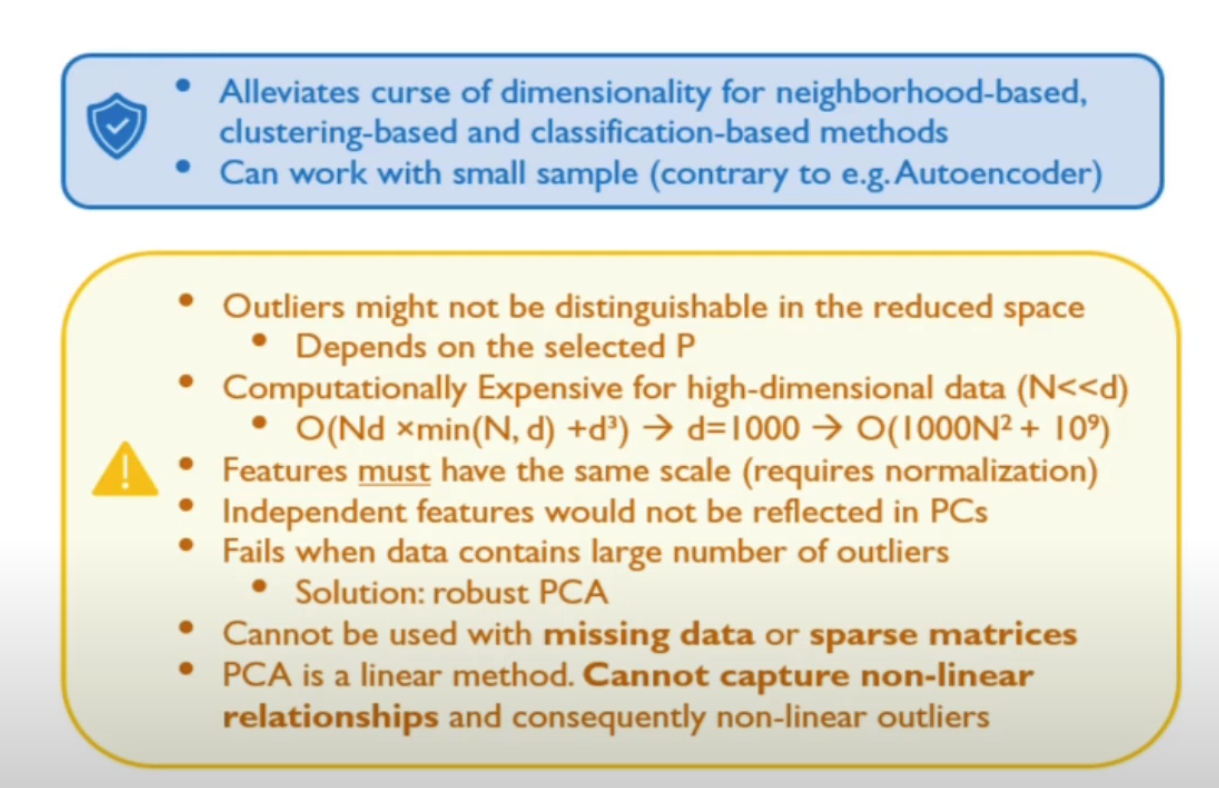 • Alleviates curse of dimensionality for neighborhood-based,
clustering-based and classification-based methods
• Can work with small sample (contrary to e.g. Autoencoder)
• Outliers might not be distinguishable in the reduced space
• Depends on the selected P
• Computationally Expensive for high-dimensional data (N<<d)
• O(Nd ×min(N, d) +d³) → d=1000 → O(1000N² + 10⁹)
• Features must have the same scale (requires normalization)
• Independent features would not be reflected in PCs
• Fails when data contains large number of outliers
• Solution: robust PCA
• Cannot be used with missing data or sparse matrices
• PCA is a linear method. Cannot capture non-linear
relationships and consequently non-linear outliers